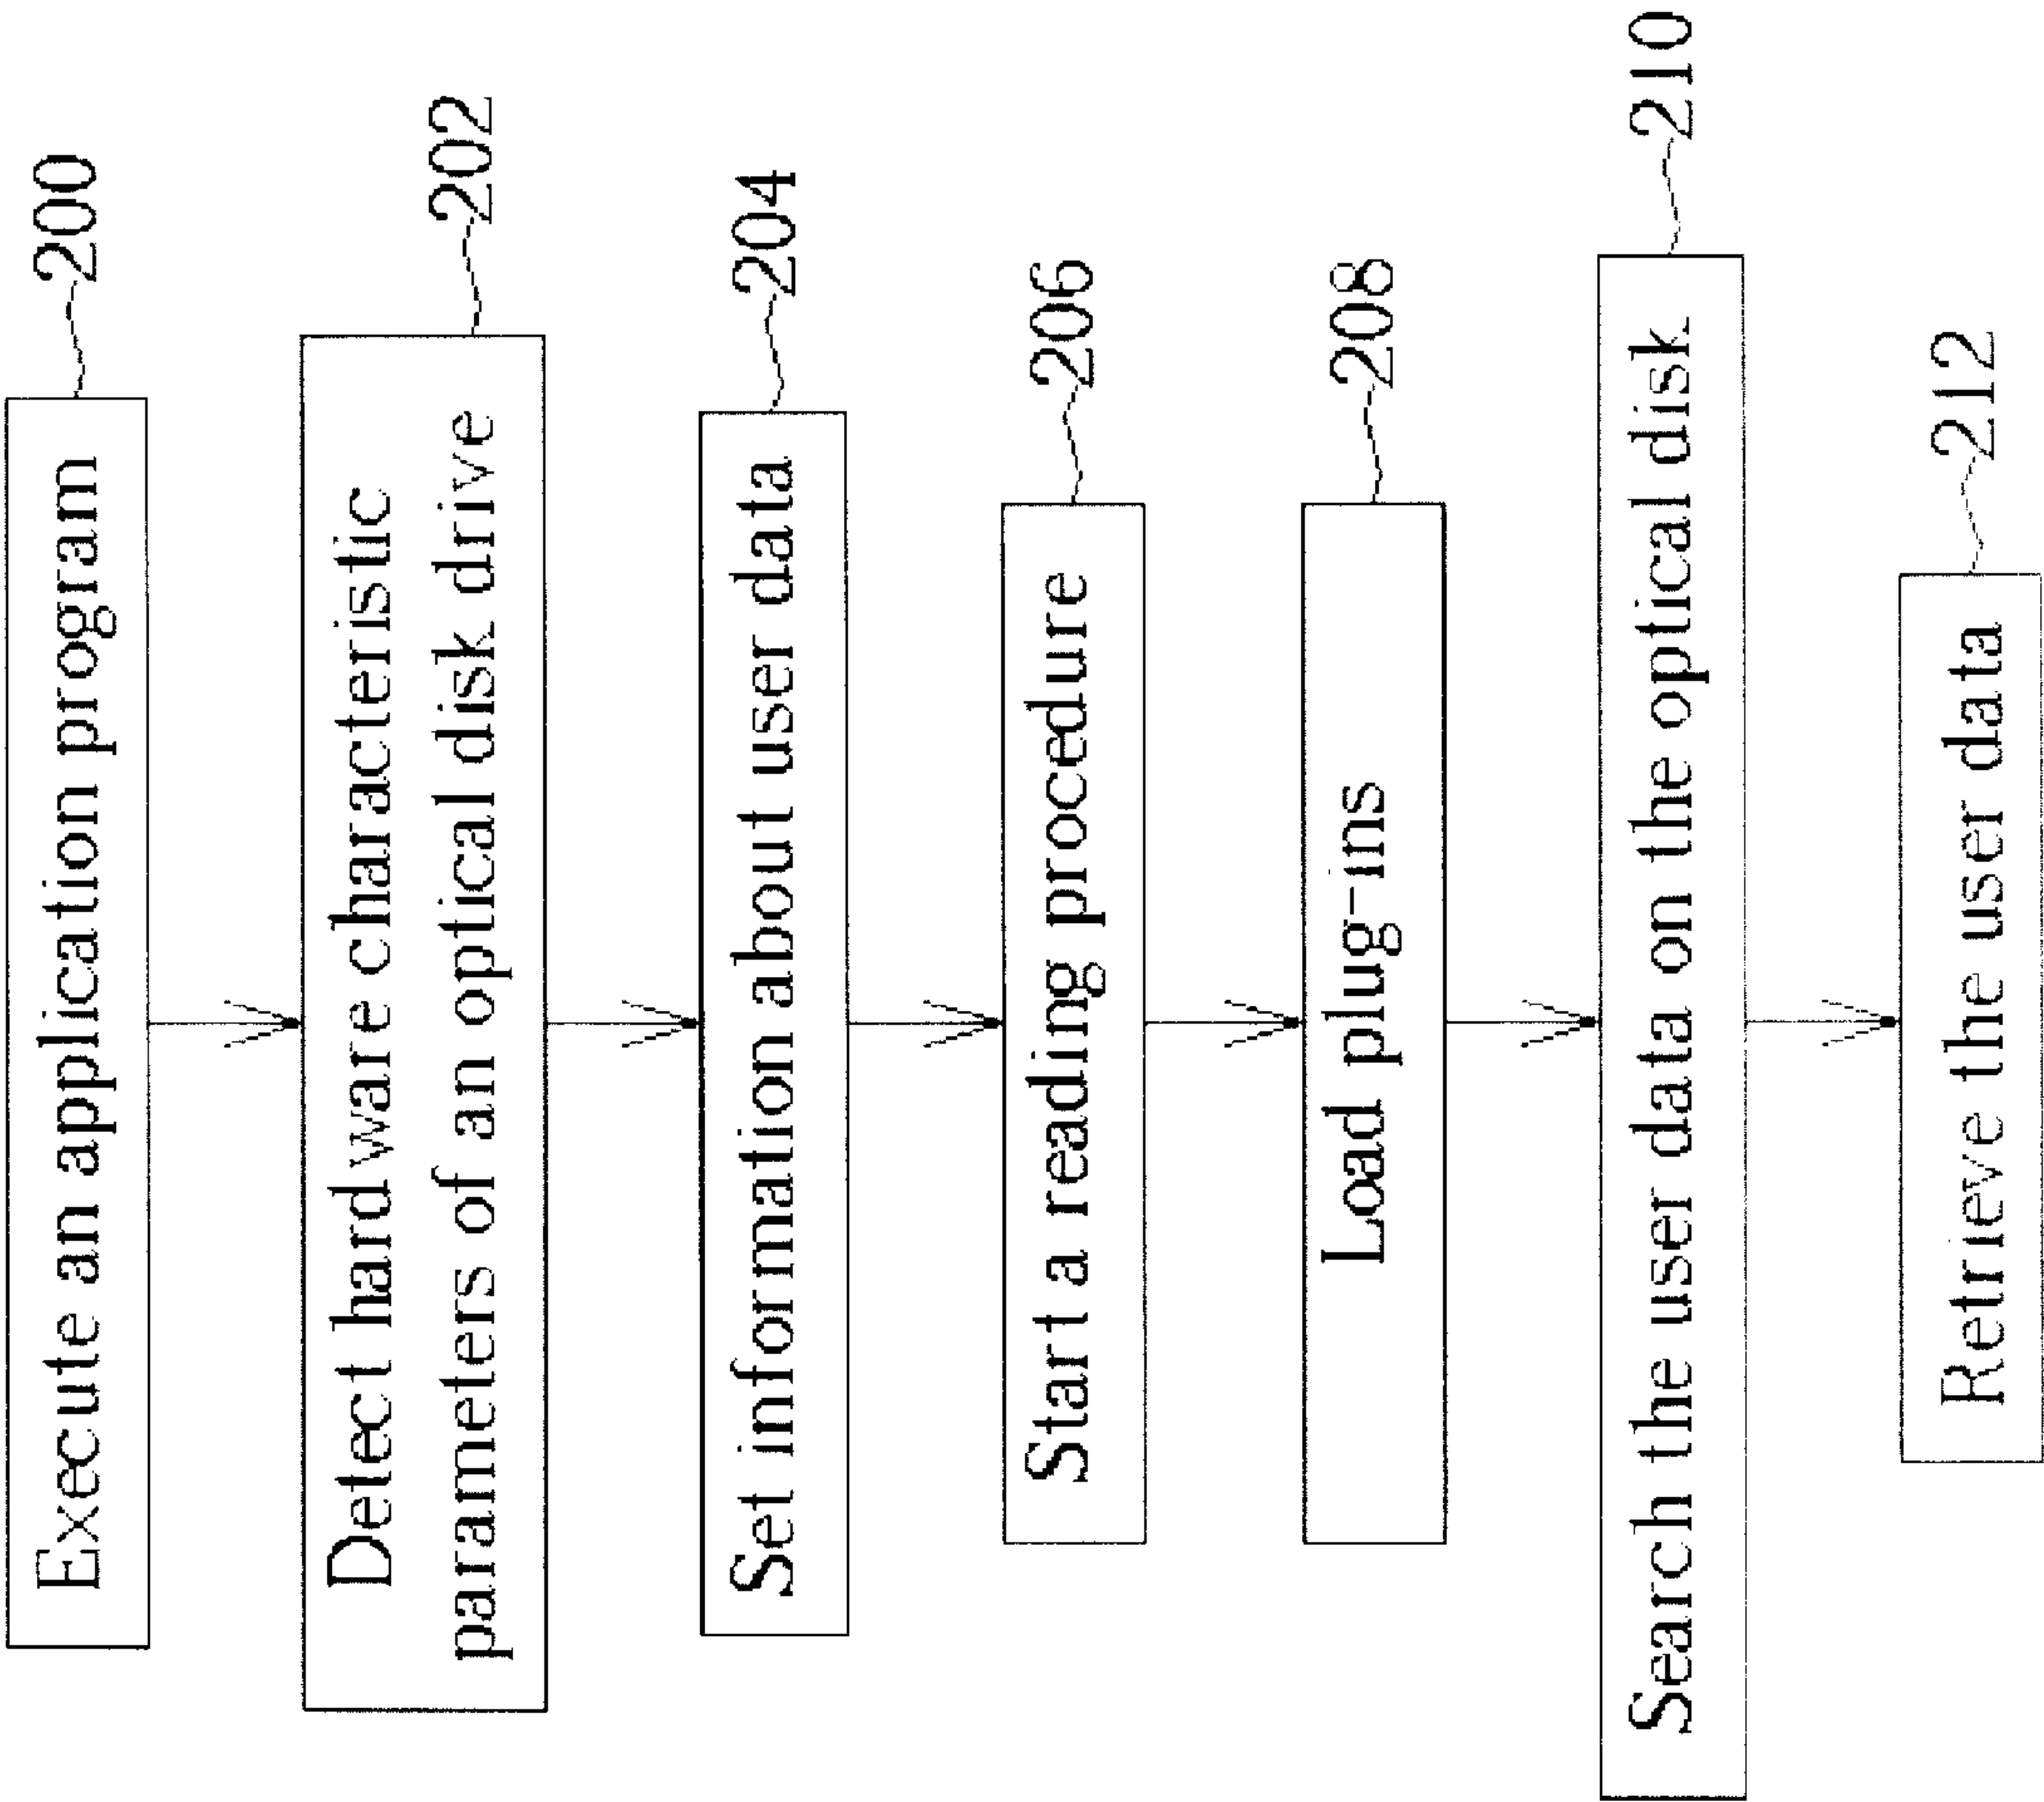 Execute an application program
200
Detect hardware characteristic
parameters of an optical disk drive
202
Set information about user data
204
Start a reading procedure
206
Load plug-ins
208
Search the user data on the optical disk
210
Retrieve the user data
212